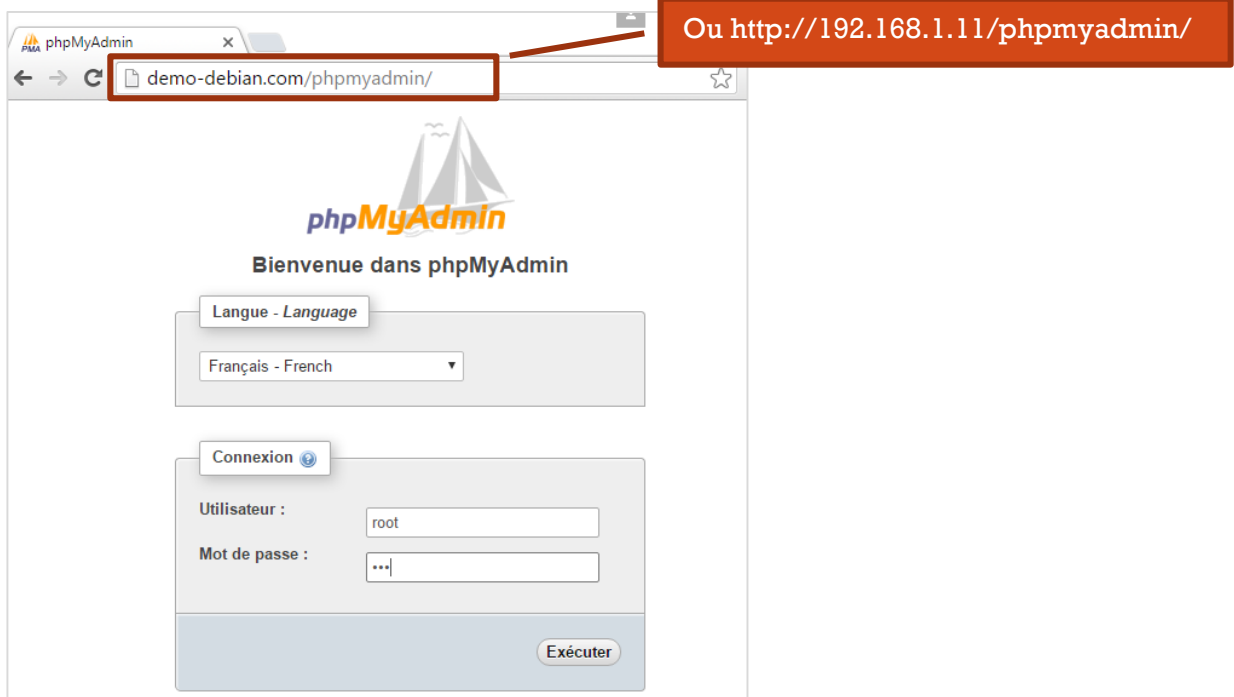 Ou http://192.168.1.11/phpmyadmin/
PMA phpMyAdmin
demo-debian.com/phpmyadmin/
phpMyAdmin
Bienvenue dans phpMyAdmin
Langue - Language
Français - French
Connexion
Utilisateur :
root
Mot de passe :
•••
Exécuter